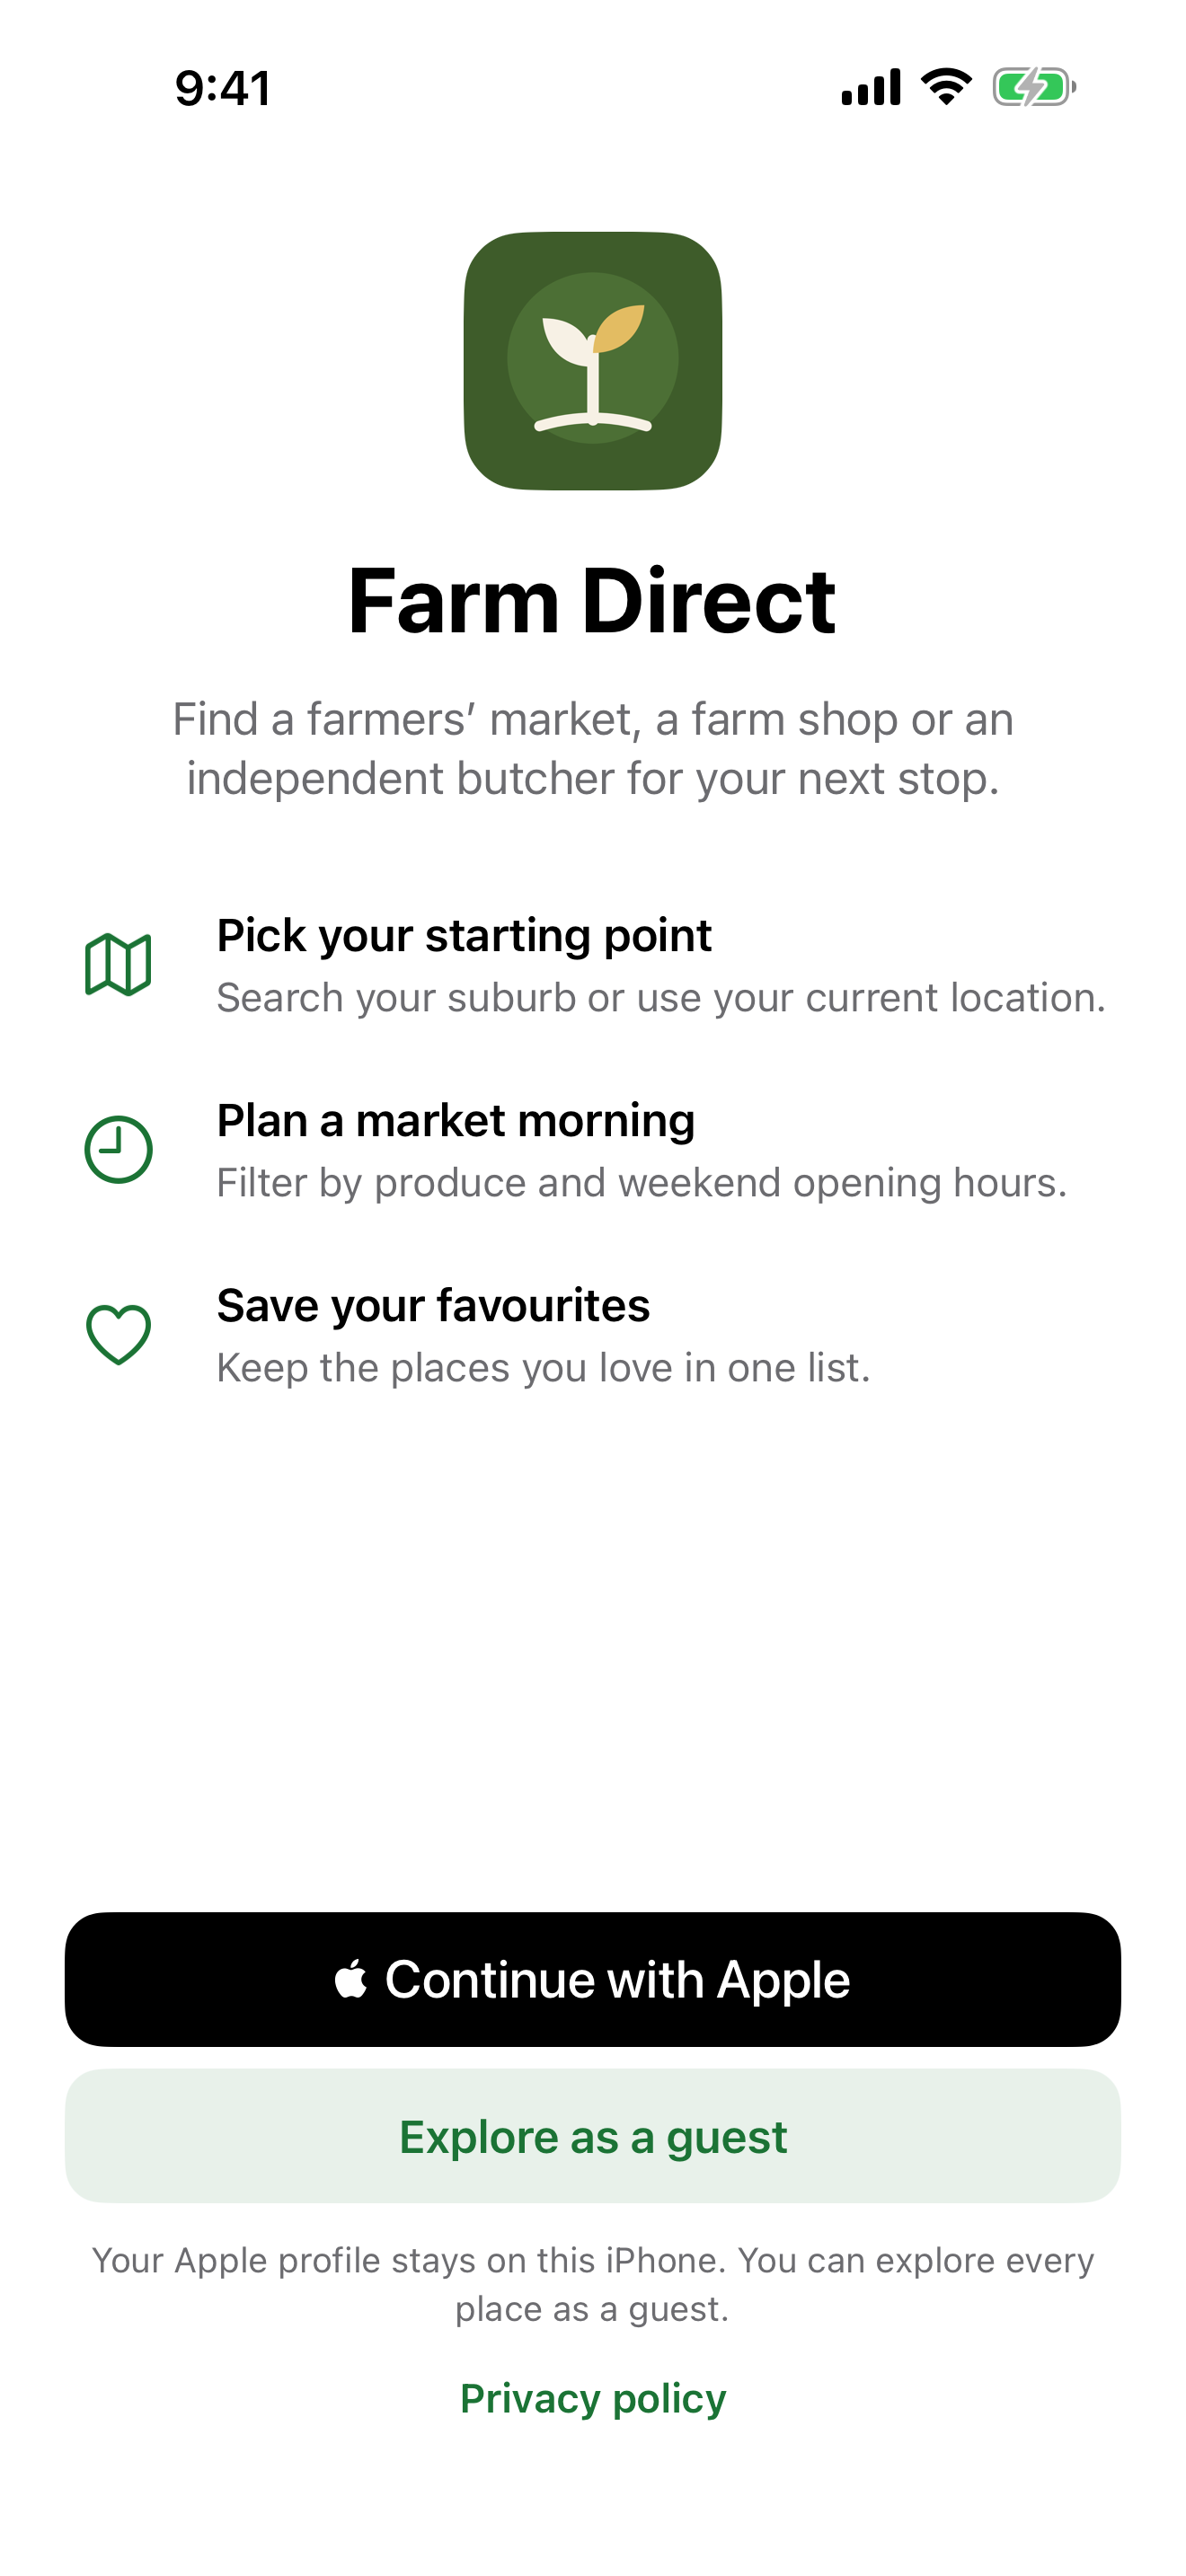 9:41
Farm Direct
Find a farmers’ market, a farm shop or an
independent butcher for your next stop.
Pick your starting point
Search your suburb or use your current location.
Plan a market morning
Filter by produce and weekend opening hours.
Save your favourites
Keep the places you love in one list.
Continue with Apple
Explore as a guest
Your Apple profile stays on this iPhone. You can explore every
place as a guest.
Privacy policy